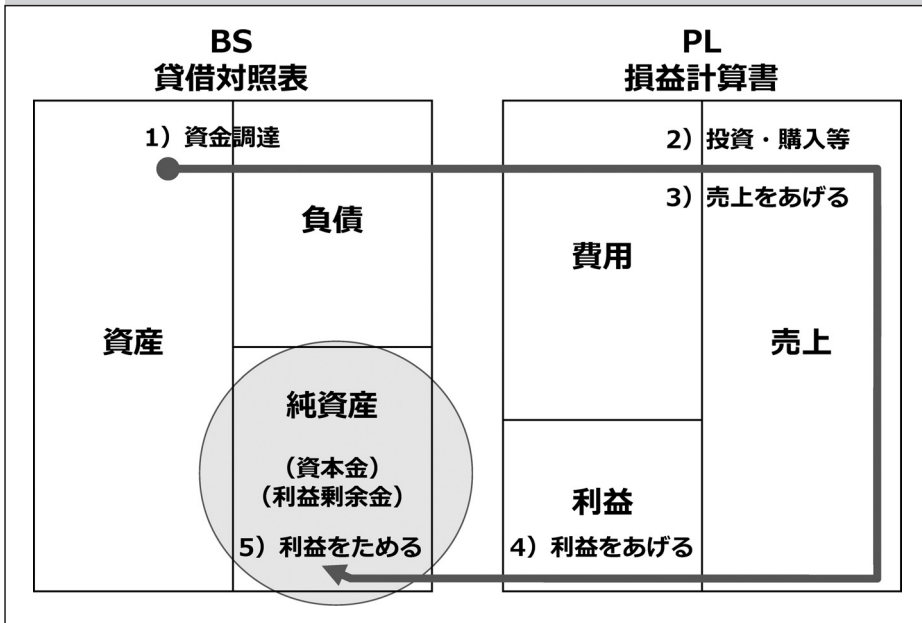 BS
貸借対照表
1）資金調達
負債
資産
純資産
（資本金）
（利益剰余金）
5）利益をためる
PL
損益計算書
2）投資・購入等
3）売上をあげる
費用
売上
利益
4）利益をあげる